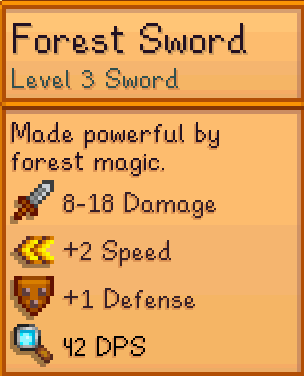 Forest Sword
Level 3 Sword
Made powerful by
forest magic.
8-18 Damage
+2 Speed
+1 Defense
42 DPS